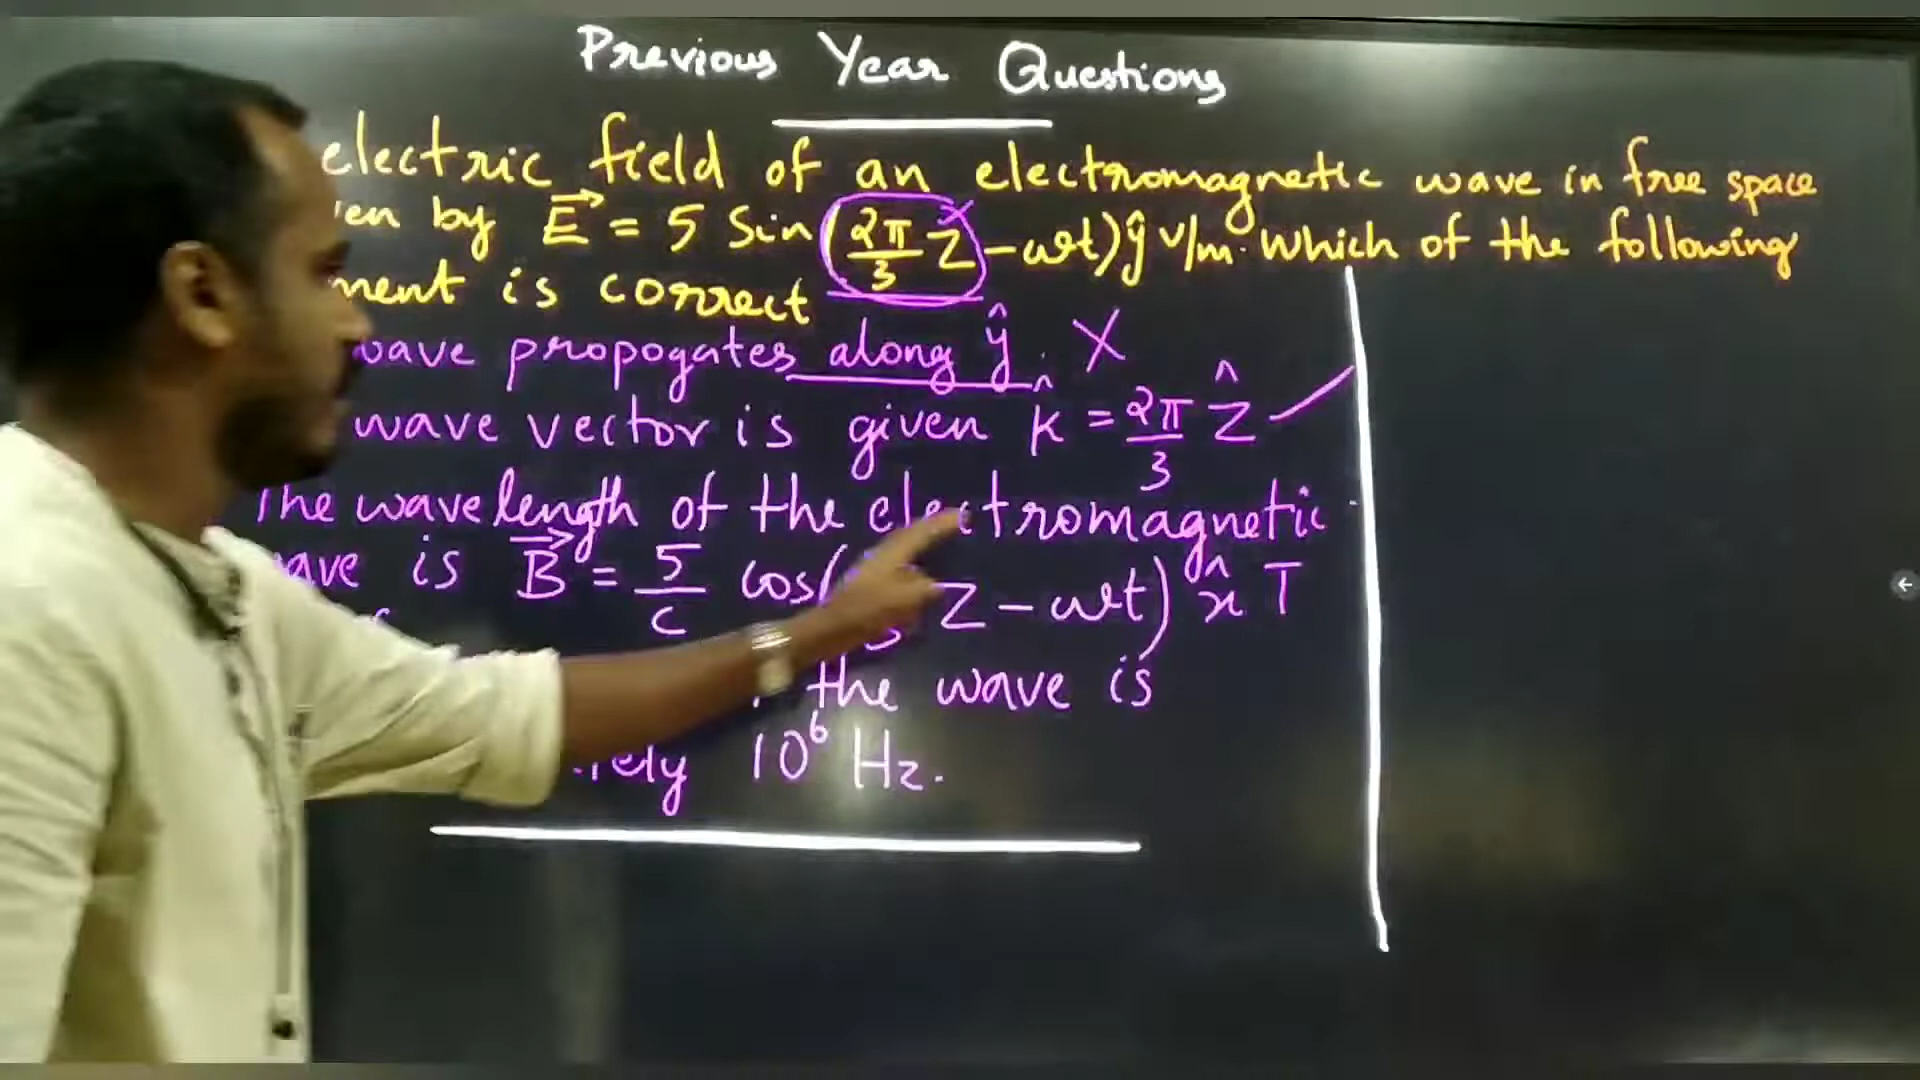 Previous Year Questions
electric field of an electromagnetic wave in free space
en by E⃗ = 5 Sin(2π/3 Z - ωt) ŷ V/m. Which of the following
ment is correct
wave propogates along ŷ. X
wave vector is given k̂ = 2π/3 ẑ ✓
The wavelength of the electromagnetic
ave is B⃗ = 5/c cos( Z - ωt) x̂ T
the wave is
tely 10⁶ Hz.